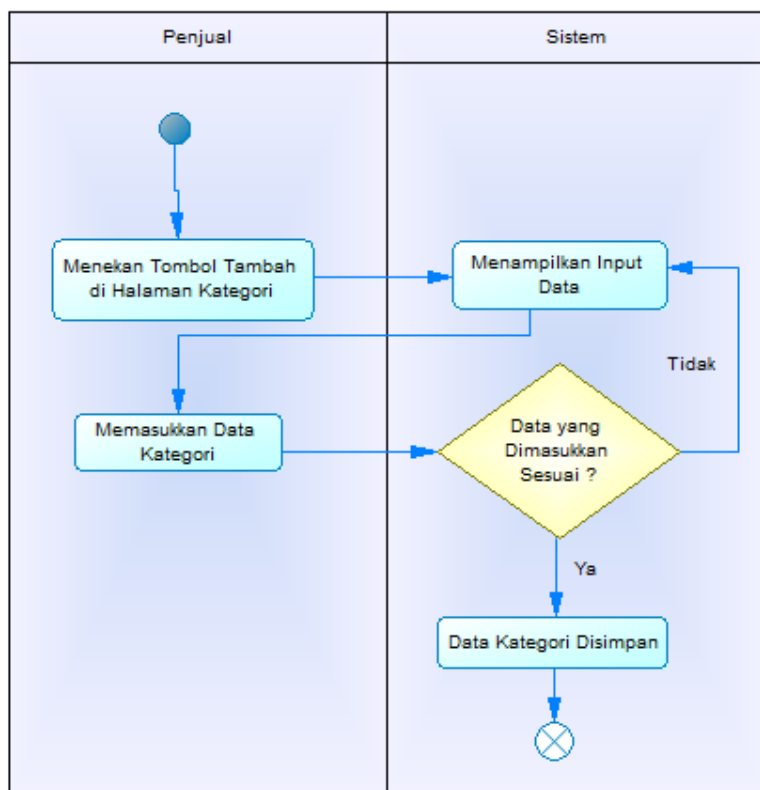 Penjual
Sistem
Menekan Tombol Tambah
di Halaman Kategori
Menampilkan Input
Data
Tidak
Memasukkan Data
Kategori
Data yang
Dimasukkan
Sesuai ?
Ya
Data Kategori Disimpan